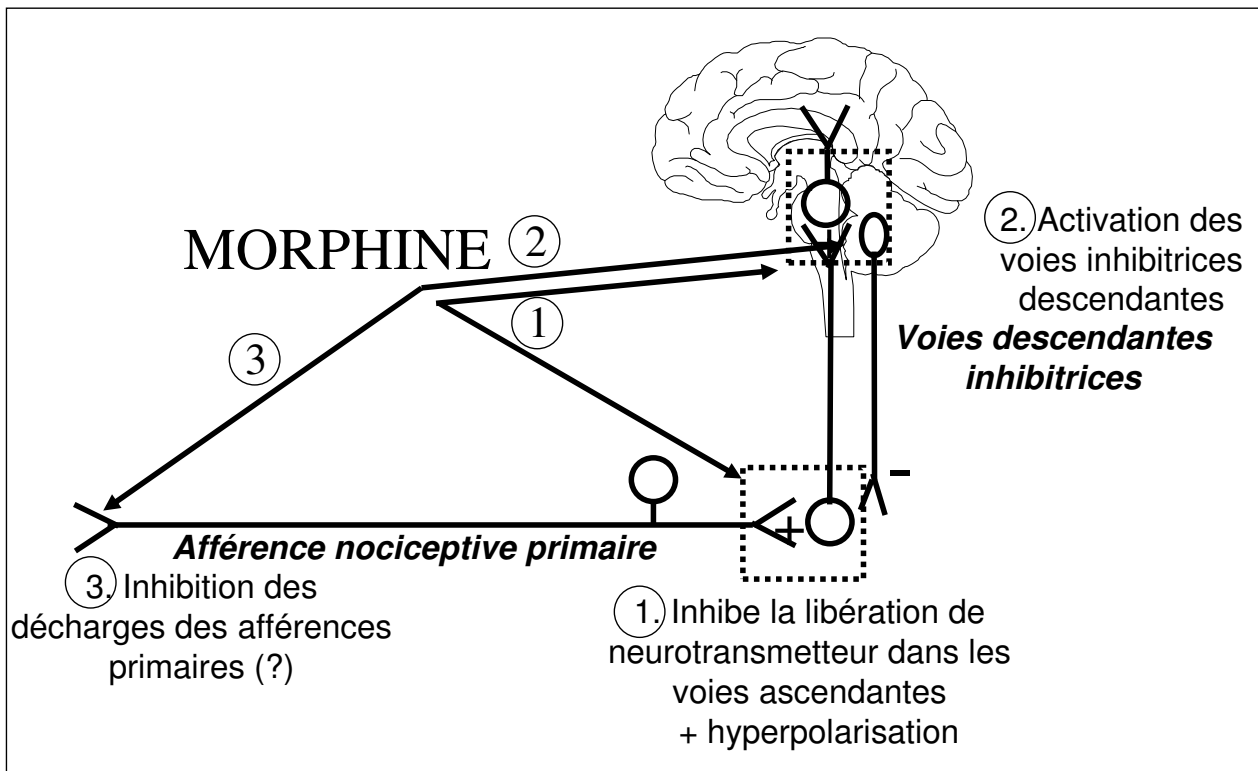 MORPHINE
2
1
3
2. Activation des
voies inhibitrices
descendantes
Voies descendantes
inhibitrices
-
+
Afférence nociceptive primaire
3. Inhibition des
décharges des afférences
primaires (?)
1. Inhibe la libération de
neurotransmetteur dans les
voies ascendantes
+ hyperpolarisation